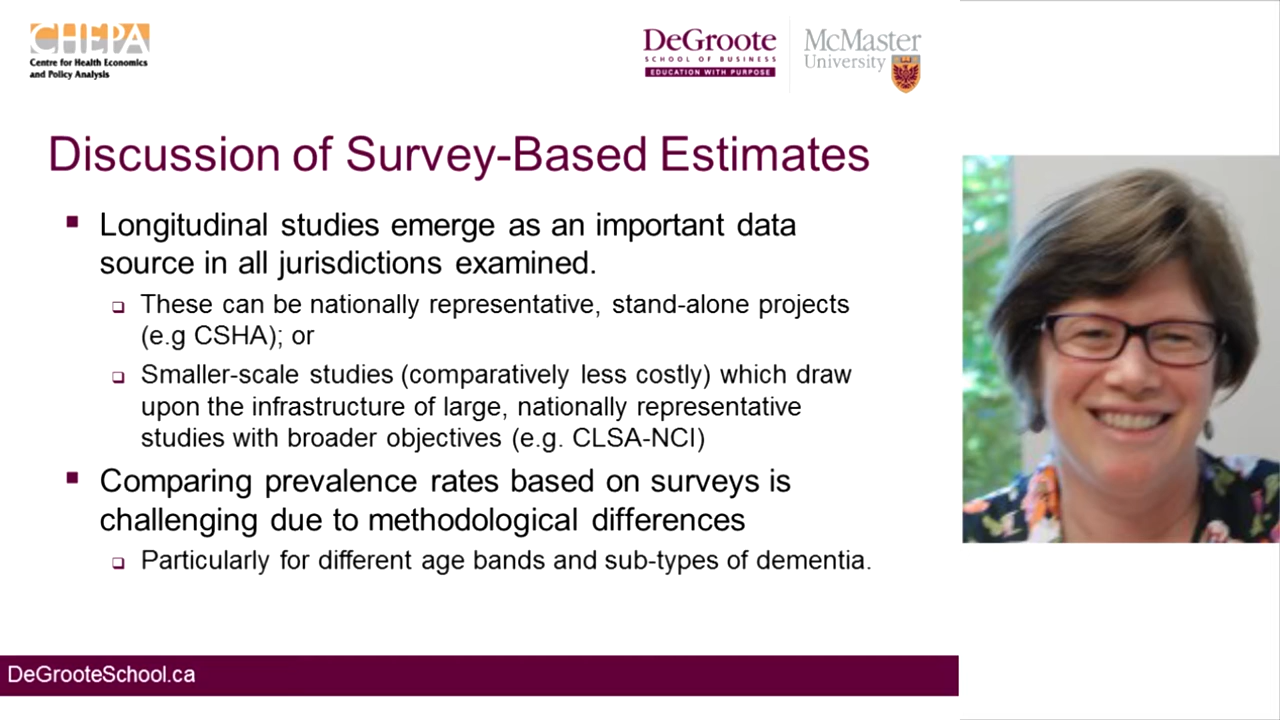 CHEPA
Centre for Health Economics
and Policy Analysis
DeGroote
SCHOOL OF BUSINESS
EDUCATION WITH PURPOSE
McMaster
University
Discussion of Survey-Based Estimates
Longitudinal studies emerge as an important data
source in all jurisdictions examined.
These can be nationally representative, stand-alone projects
(e.g CSHA); or
Smaller-scale studies (comparatively less costly) which draw
upon the infrastructure of large, nationally representative
studies with broader objectives (e.g. CLSA-NCI)
Comparing prevalence rates based on surveys is
challenging due to methodological differences
Particularly for different age bands and sub-types of dementia.
DeGrooteSchool.ca